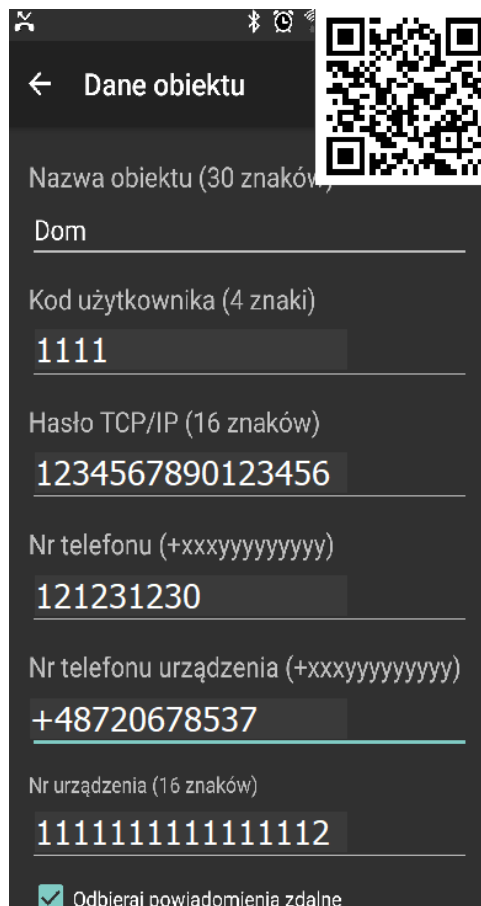 Dane obiektu
Nazwa obiektu (30 znaków)
Dom
Kod użytkownika (4 znaki)
1111
Hasło TCP/IP (16 znaków)
1234567890123456
Nr telefonu (+xxxyyyyyyyyy)
121231230
Nr telefonu urządzenia (+xxxyyyyyyyyy)
+48720678537
Nr urządzenia (16 znaków)
1111111111111112
Odbieraj powiadomienia zdalne